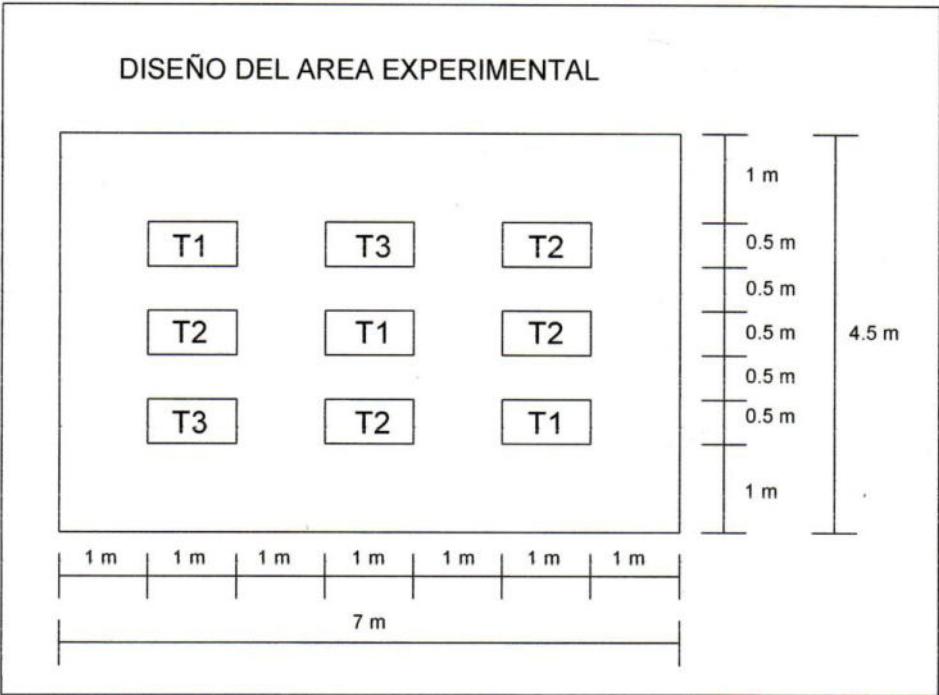 DISEÑO DEL AREA EXPERIMENTAL
1 m
T1 T3 T2 0.5 m
0.5 m
T2 T1 T2 0.5 m 4.5 m
0.5 m
T3 T2 T1 0.5 m
1 m
1 m 1 m 1 m 1 m 1 m 1 m 1 m
7 m